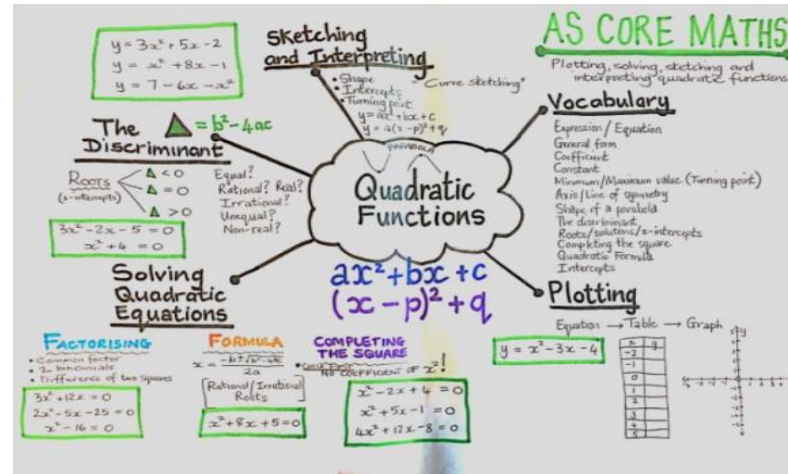 AS CORE MATHS
Plotting, solving, sketching and
interpreting quadratic functions
y = 3x² + 5x - 2
y = x² + 8x - 1
y = 7 - 6x - x²
Sketching
and Interpreting
• Shape
• Intercepts
• Turning point
"Curve sketching"
y = ax² + bx + c
y = a(x - p)² + q
The
Discriminant
= b² - 4ac
ROOTS
(x-intercepts)
< 0
= 0
> 0
Equal?
Rational? Real?
Irrational?
Unequal?
Non-real?
3x² - 2x - 5 = 0
x² + 4 = 0
PARABOLA
Quadratic
Functions
ax² + bx + c
(x - p)² + q
Vocabulary
Expression / Equation
General form
Coefficient
Constant
Minimum/Maximum value (Turning point)
Axis/Line of symmetry
Shape of a parabola
The discriminant
Roots/solutions/x-intercepts
Completing the square
Quadratic Formula
Intercepts
Solving
Quadratic
Equations
FACTORISING
• Common factor
• 2 binomials
• Difference of two squares
3x² + 12x = 0
2x² - 5x - 25 = 0
x² - 16 = 0
FORMULA
x = -b±√b²-4ac
2a
Rational/Irrational
Roots
x² + 8x + 5 = 0
COMPLETING
THE SQUARE
NO COEFFICIENT OF x²!
x² - 2x + 4 = 0
x² + 5x - 1 = 0
4x² + 12x - 8 = 0
Plotting
Equation → Table → Graph
y = x² - 3x - 4
x y
-2
-1
0
1
2
3
4
5